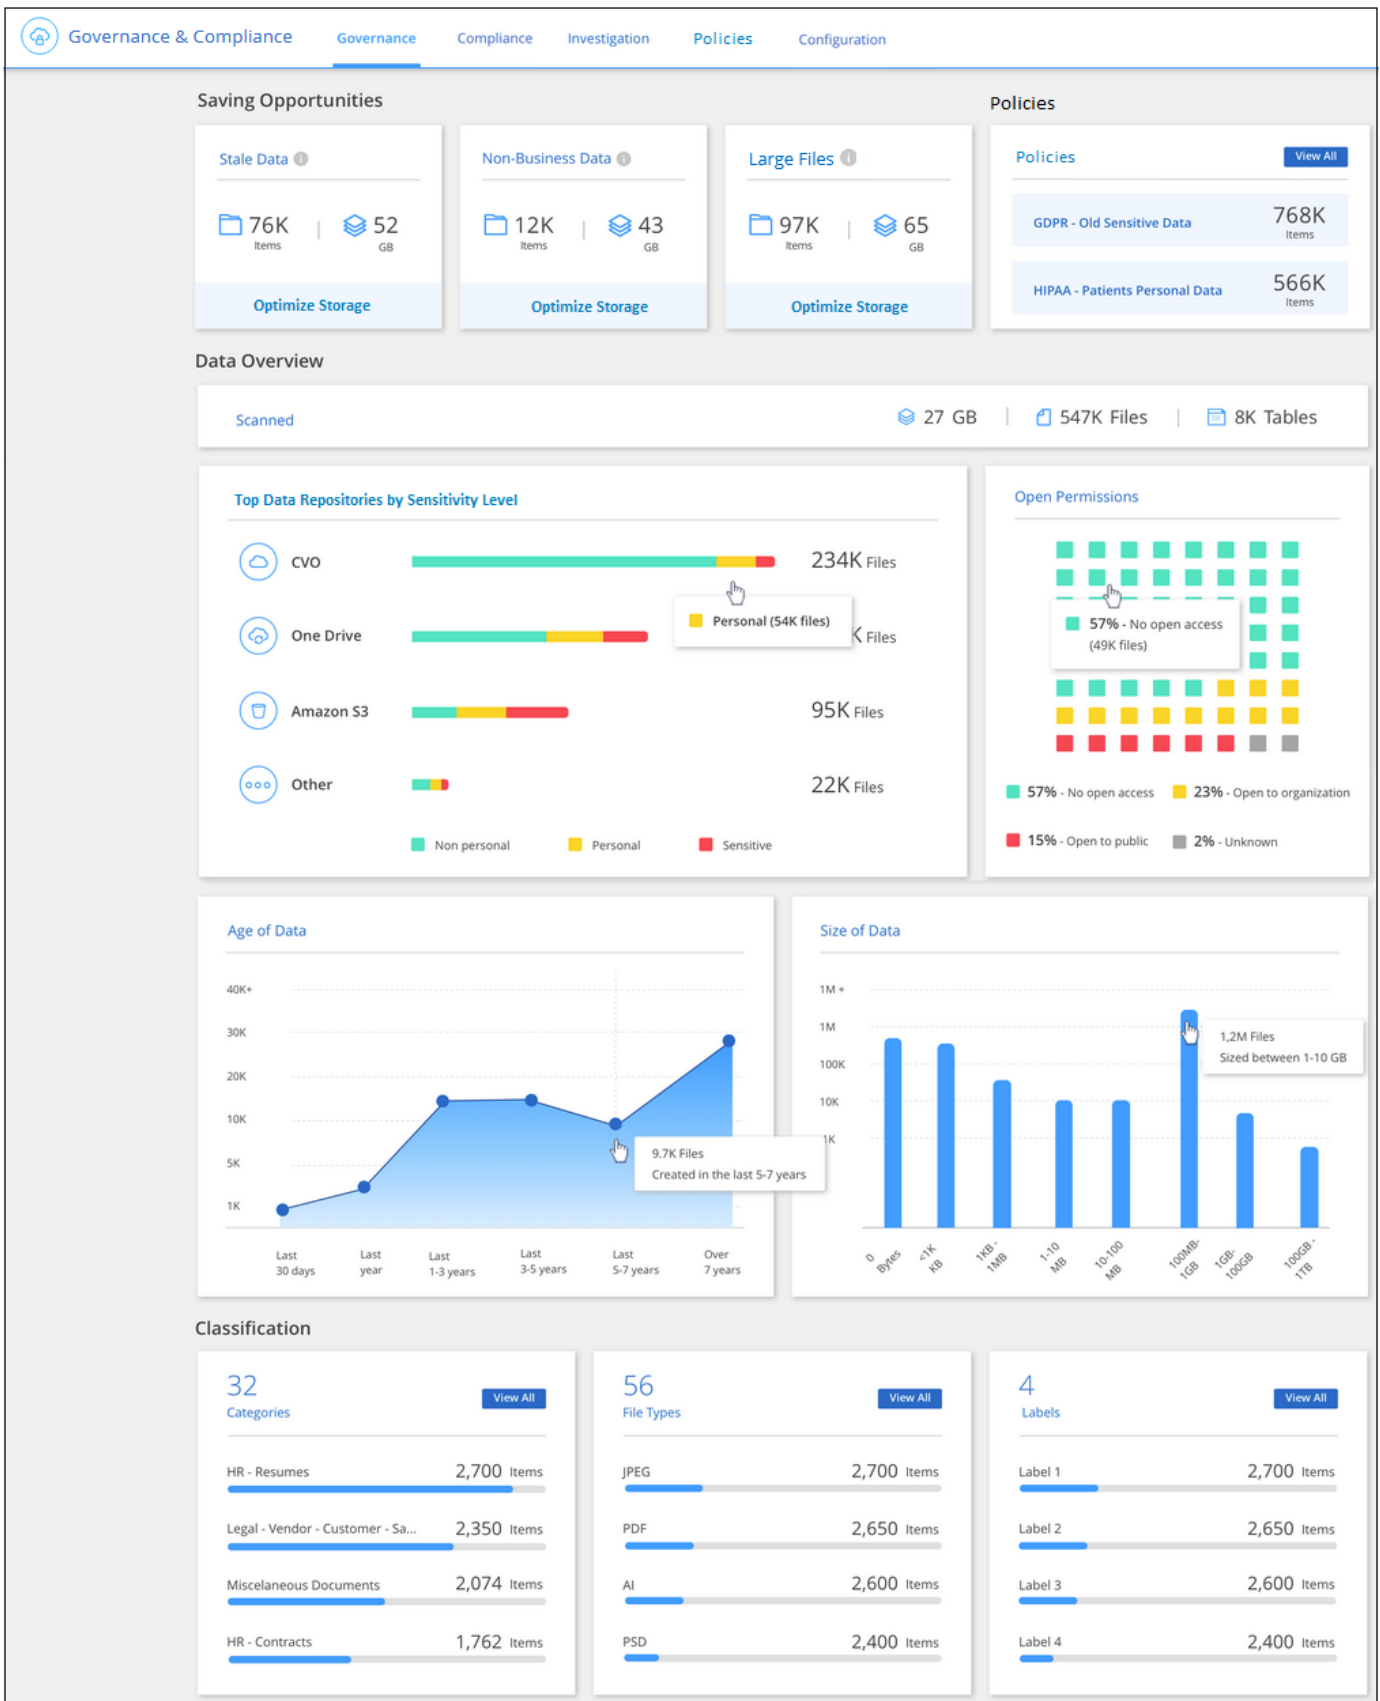 Governance & Compliance Governance Compliance Investigation Policies Configuration
Saving Opportunities
Policies
Stale Data
76K Items | 52 GB
Optimize Storage
Non-Business Data
12K Items | 43 GB
Optimize Storage
Large Files
97K Items | 65 GB
Optimize Storage
Policies View All
GDPR - Old Sensitive Data 768K Items
HIPAA - Patients Personal Data 566K Items
Data Overview
Scanned 27 GB | 547K Files | 8K Tables
Top Data Repositories by Sensitivity Level
CVO 234K Files
Personal (54K files)
One Drive K Files
Amazon S3 95K Files
Other 22K Files
Non personal Personal Sensitive
Open Permissions
57% - No open access
(49K files)
57% - No open access 23% - Open to organization
15% - Open to public 2% - Unknown
Age of Data
40K+
30K
20K
10K
5K
1K
9.7K Files
Created in the last 5-7 years
Last 30 days
Last year
Last 1-3 years
Last 3-5 years
Last 5-7 years
Over 7 years
Size of Data
1M +
1M
100K
10K
1K
1,2M Files
Sized between 1-10 GB
0 Bytes
<1K KB
1KB - 1MB
1-10 MB
10-100 MB
100MB- 1GB
1GB- 100GB
100GB - 1TB
Classification
32
Categories View All
HR - Resumes 2,700 Items
Legal - Vendor - Customer - Sa... 2,350 Items
Miscelaneous Documents 2,074 Items
HR - Contracts 1,762 Items
56
File Types View All
JPEG 2,700 Items
PDF 2,650 Items
AI 2,600 Items
PSD 2,400 Items
4
Labels View All
Label 1 2,700 Items
Label 2 2,650 Items
Label 3 2,600 Items
Label 4 2,400 Items